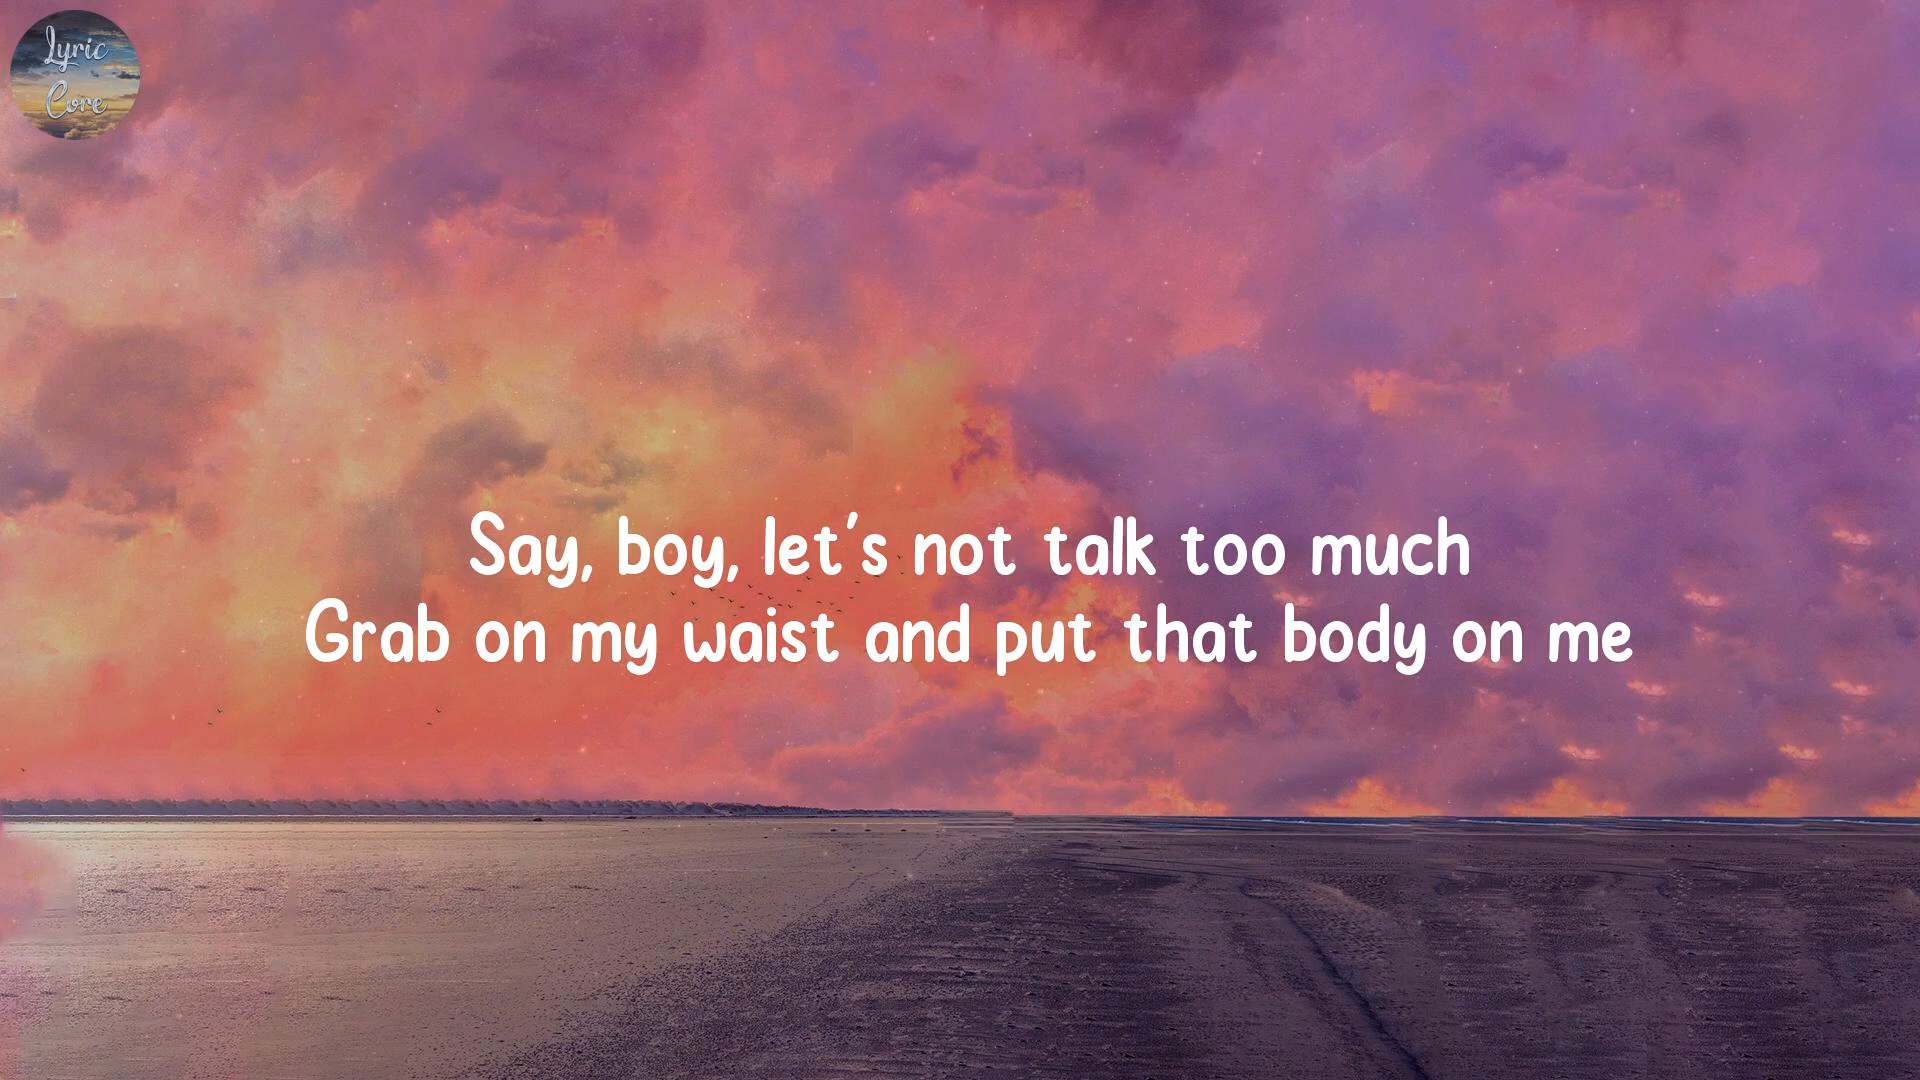 Lyric
Core
Say, boy, let's not talk too much
Grab on my waist and put that body on me